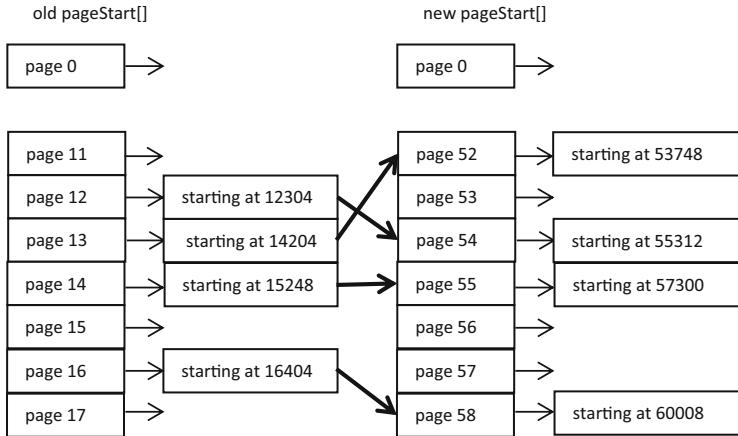 old pageStart[]
new pageStart[]
page 0
page 0
page 11
page 52
starting at 53748
page 12
starting at 12304
page 53
page 13
starting at 14204
page 54
starting at 55312
page 14
starting at 15248
page 55
starting at 57300
page 15
page 56
page 16
starting at 16404
page 57
page 17
page 58
starting at 60008